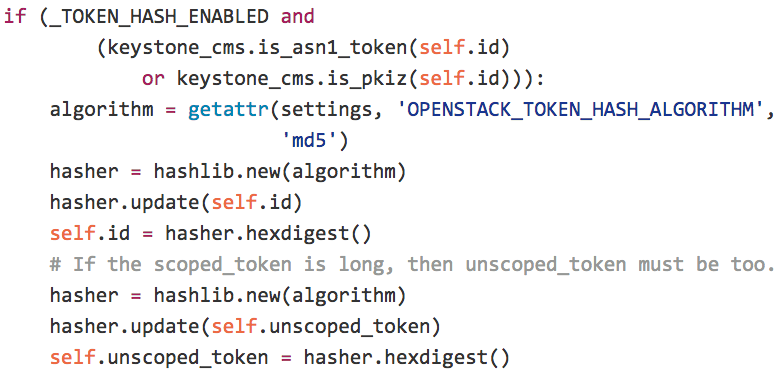 if (_TOKEN_HASH_ENABLED and
        (keystone_cms.is_asn1_token(self.id)
            or keystone_cms.is_pkiz(self.id))):
    algorithm = getattr(settings, 'OPENSTACK_TOKEN_HASH_ALGORITHM',
                        'md5')
    hasher = hashlib.new(algorithm)
    hasher.update(self.id)
    self.id = hasher.hexdigest()
    # If the scoped_token is long, then unscoped_token must be too.
    hasher = hashlib.new(algorithm)
    hasher.update(self.unscoped_token)
    self.unscoped_token = hasher.hexdigest()